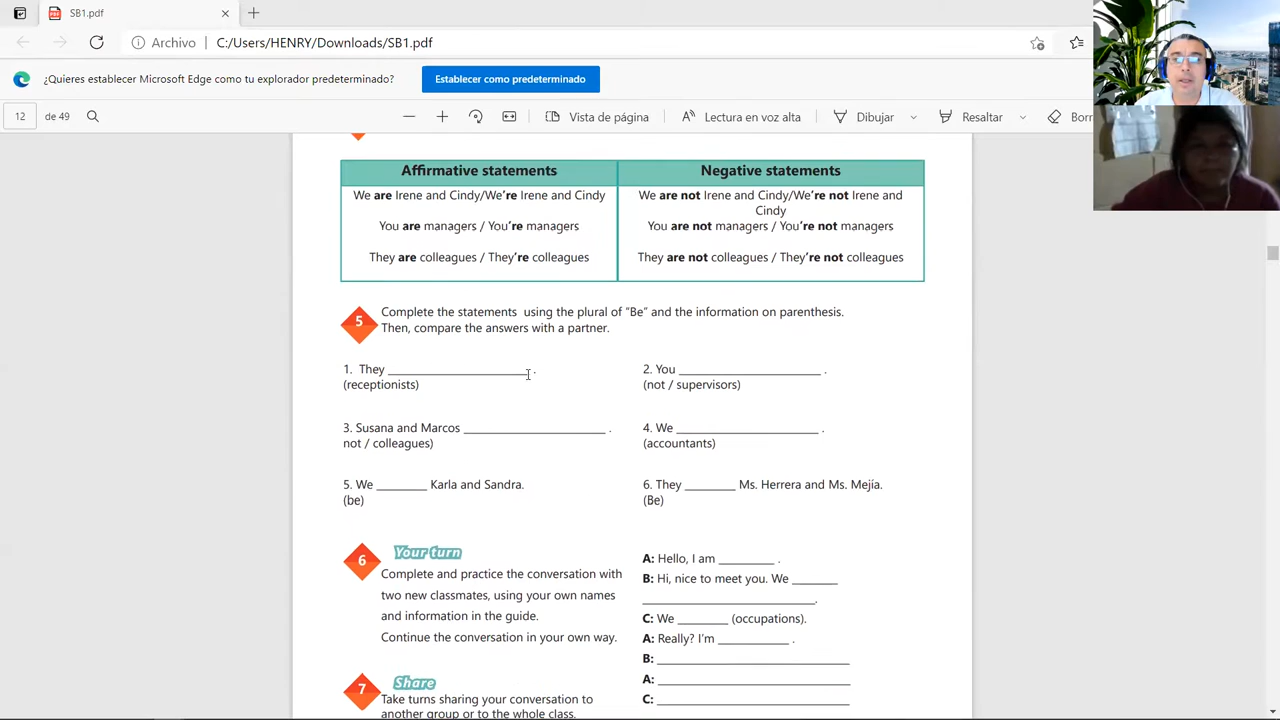 SB1.pdf
Archivo C:/Users/HENRY/Downloads/SB1.pdf
¿Quieres establecer Microsoft Edge como tu explorador predeterminado? Establecer como predeterminado
12 de 49 Vista de página Lectura en voz alta Dibujar Resaltar Borr
Affirmative statements
We are Irene and Cindy/We're Irene and Cindy
You are managers / You're managers
They are colleagues / They're colleagues
Negative statements
We are not Irene and Cindy/We're not Irene and
Cindy
You are not managers / You're not managers
They are not colleagues / They're not colleagues
5
Complete the statements using the plural of "Be" and the information on parenthesis.
Then, compare the answers with a partner.
1. They ______________________ .
(receptionists)
2. You ______________________ .
(not / supervisors)
3. Susana and Marcos ______________________ .
not / colleagues)
4. We ______________________ .
(accountants)
5. We ________ Karla and Sandra.
(be)
6. They ________ Ms. Herrera and Ms. Mejía.
(Be)
6
Your turn
Complete and practice the conversation with
two new classmates, using your own names
and information in the guide.
Continue the conversation in your own way.
A: Hello, I am _________ .
B: Hi, nice to meet you. We _______
___________________________.
C: We ________ (occupations).
A: Really? I'm ___________ .
B: ________________________________
A: ________________________________
C: ________________________________
7
Share
Take turns sharing your conversation to
another group or to the whole class.